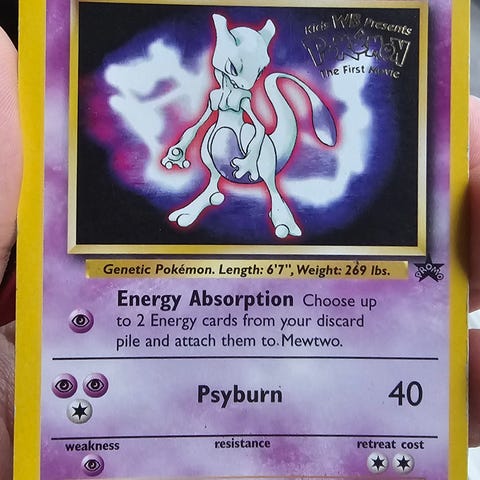 Kids WB Presents
POKéMON
The First Movie
Genetic Pokémon. Length: 6'7", Weight: 269 lbs.
PROMO
Energy Absorption Choose up
to 2 Energy cards from your discard
pile and attach them to Mewtwo.
Psyburn 40
weakness resistance retreat cost